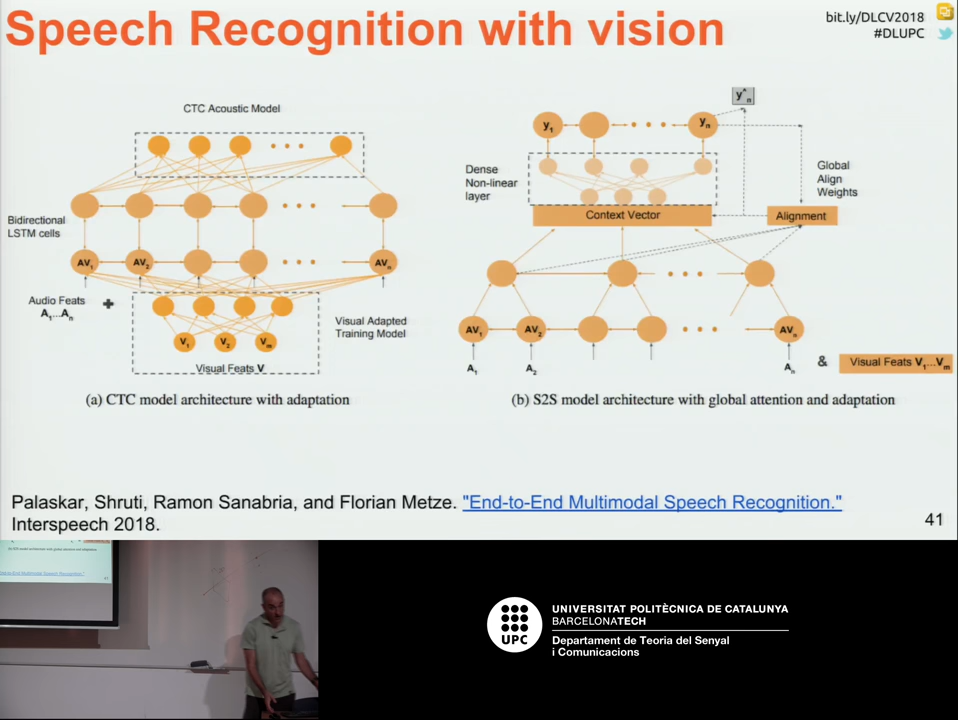 Speech Recognition with vision
bit.ly/DLCV2018
#DLUPC
CTC Acoustic Model
Bidirectional
LSTM cells
AV1
AV2
AVn
Audio Feats
A1...An
Visual Adapted
Training Model
V1
V2
Vm
Visual Feats V
(a) CTC model architecture with adaptation
y^n
y1
yn
Dense
Non-linear
layer
Global
Align
Weights
Context Vector
Alignment
AV1
AV2
AVn
A1
A2
An
&
Visual Feats V1...Vm
(b) S2S model architecture with global attention and adaptation
Palaskar, Shruti, Ramon Sanabria, and Florian Metze. "End-to-End Multimodal Speech Recognition."
Interspeech 2018.
41
UPC
UNIVERSITAT POLITÈCNICA DE CATALUNYA
BARCELONATECH
Departament de Teoria del Senyal
i Comunicacions